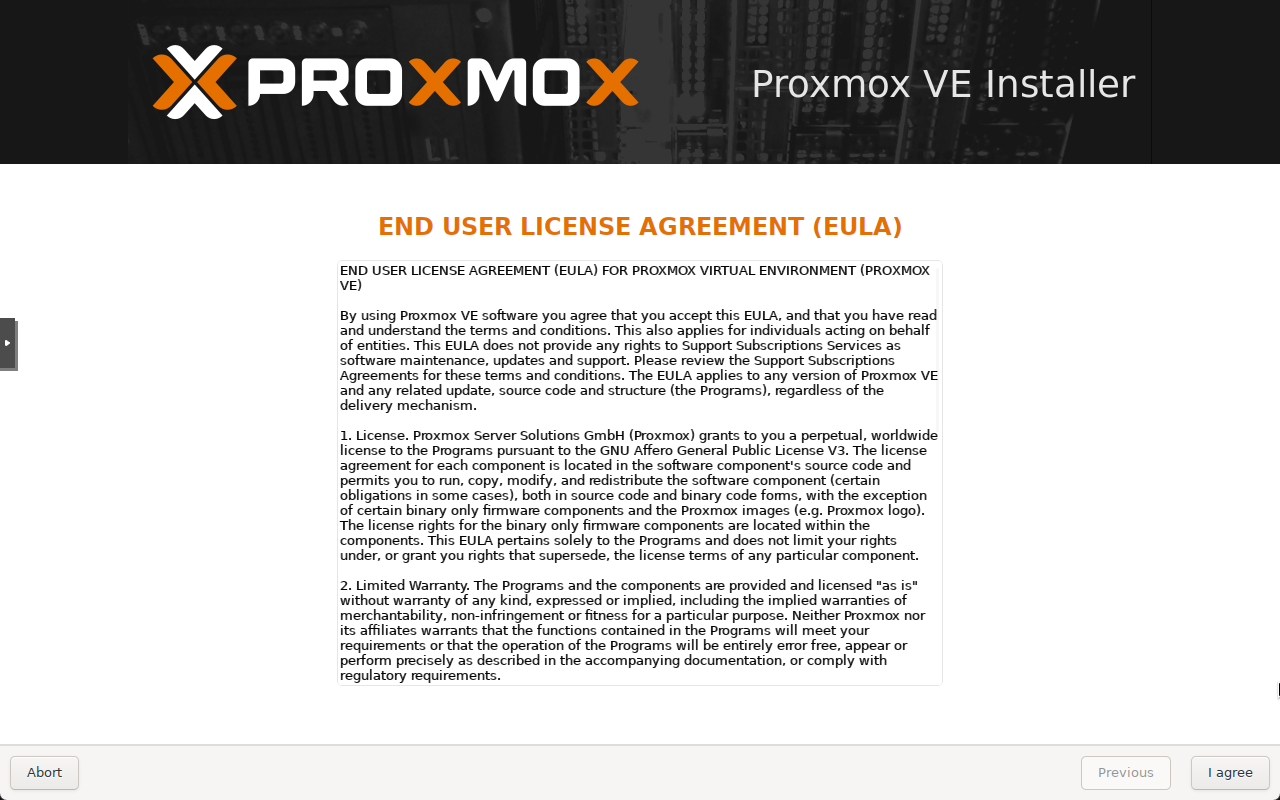 PROXMOX
Proxmox VE Installer
END USER LICENSE AGREEMENT (EULA)
END USER LICENSE AGREEMENT (EULA) FOR PROXMOX VIRTUAL ENVIRONMENT (PROXMOX
VE)
By using Proxmox VE software you agree that you accept this EULA, and that you have read
and understand the terms and conditions. This also applies for individuals acting on behalf
of entities. This EULA does not provide any rights to Support Subscriptions Services as
software maintenance, updates and support. Please review the Support Subscriptions
Agreements for these terms and conditions. The EULA applies to any version of Proxmox VE
and any related update, source code and structure (the Programs), regardless of the
delivery mechanism.
1. License. Proxmox Server Solutions GmbH (Proxmox) grants to you a perpetual, worldwide
license to the Programs pursuant to the GNU Affero General Public License V3. The license
agreement for each component is located in the software component's source code and
permits you to run, copy, modify, and redistribute the software component (certain
obligations in some cases), both in source code and binary code forms, with the exception
of certain binary only firmware components and the Proxmox images (e.g. Proxmox logo).
The license rights for the binary only firmware components are located within the
components. This EULA pertains solely to the Programs and does not limit your rights
under, or grant you rights that supersede, the license terms of any particular component.
2. Limited Warranty. The Programs and the components are provided and licensed "as is"
without warranty of any kind, expressed or implied, including the implied warranties of
merchantability, non-infringement or fitness for a particular purpose. Neither Proxmox nor
its affiliates warrants that the functions contained in the Programs will meet your
requirements or that the operation of the Programs will be entirely error free, appear or
perform precisely as described in the accompanying documentation, or comply with
regulatory requirements.
Abort
Previous
I agree